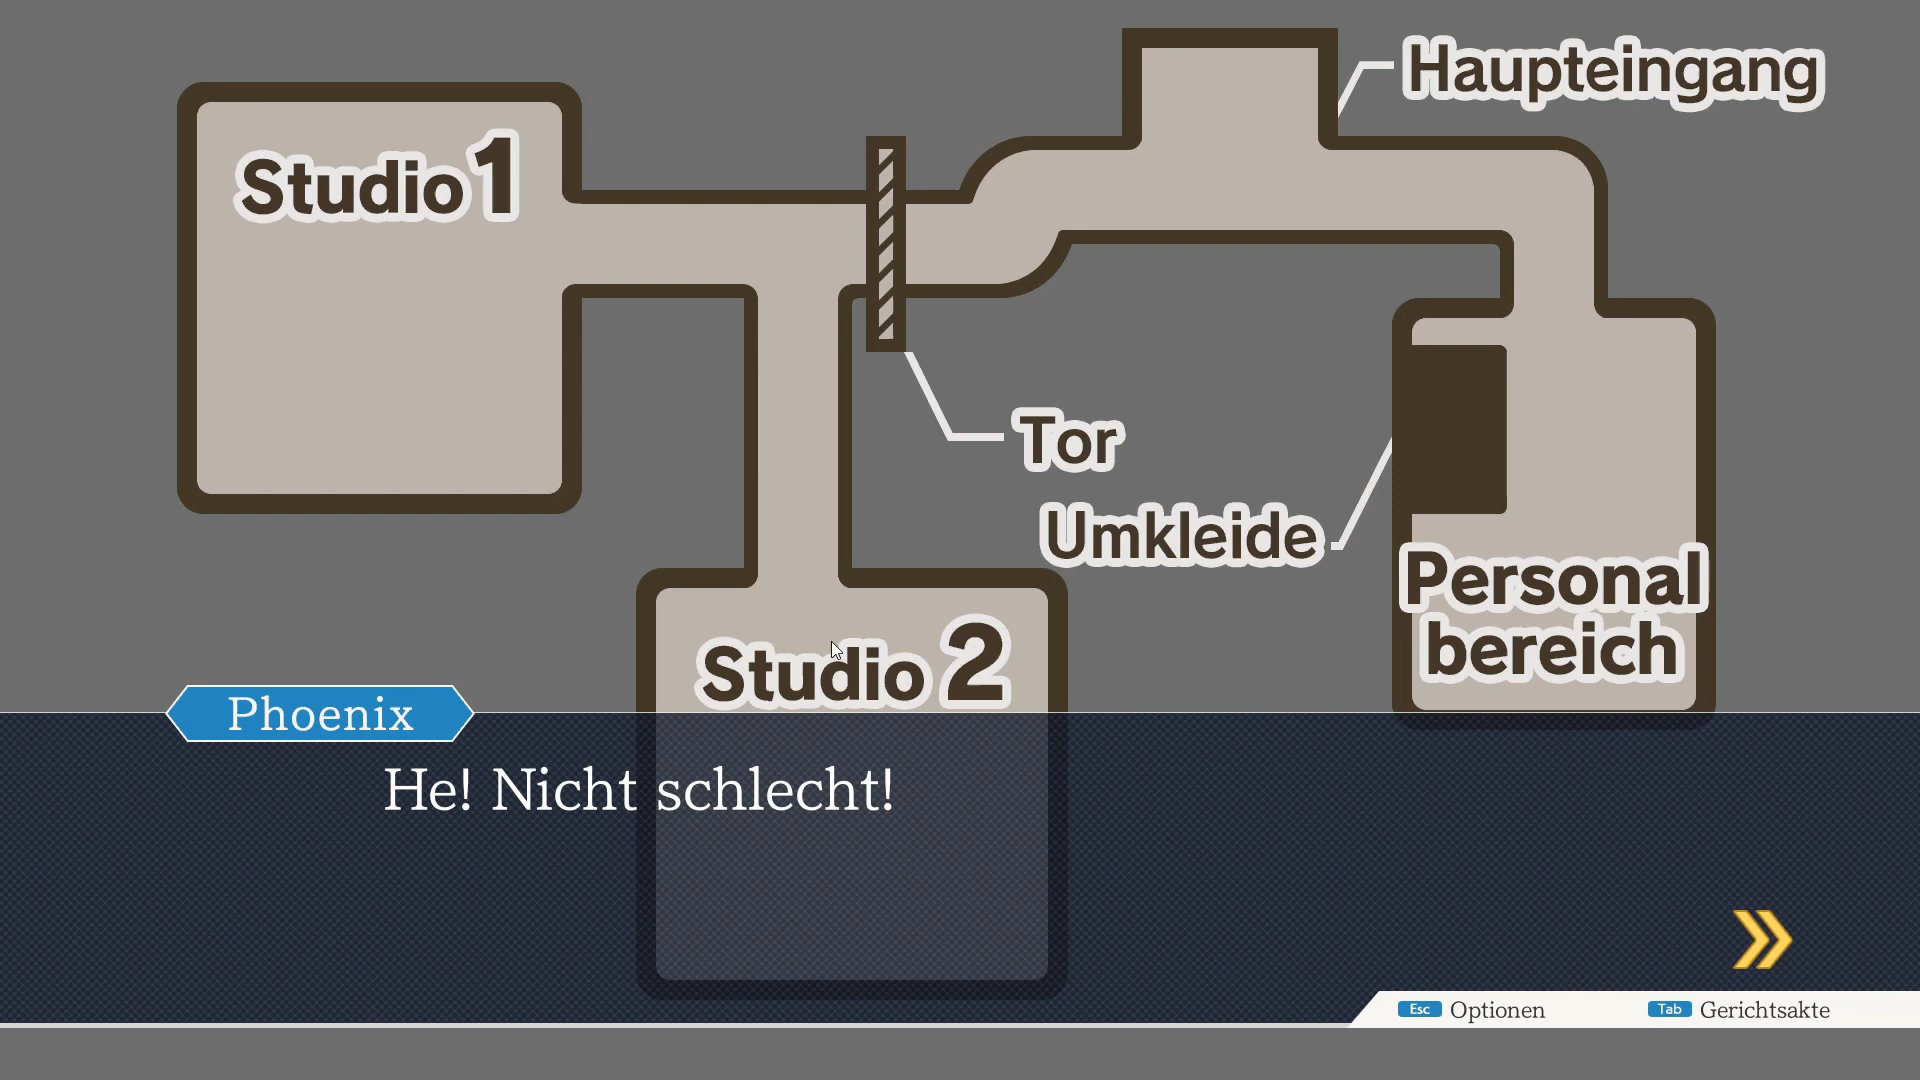 Haupteingang
Studio 1
Tor
Umkleide
Personal
bereich
Studio 2
Phoenix
He! Nicht schlecht!
Esc Optionen
Tab Gerichtsakte